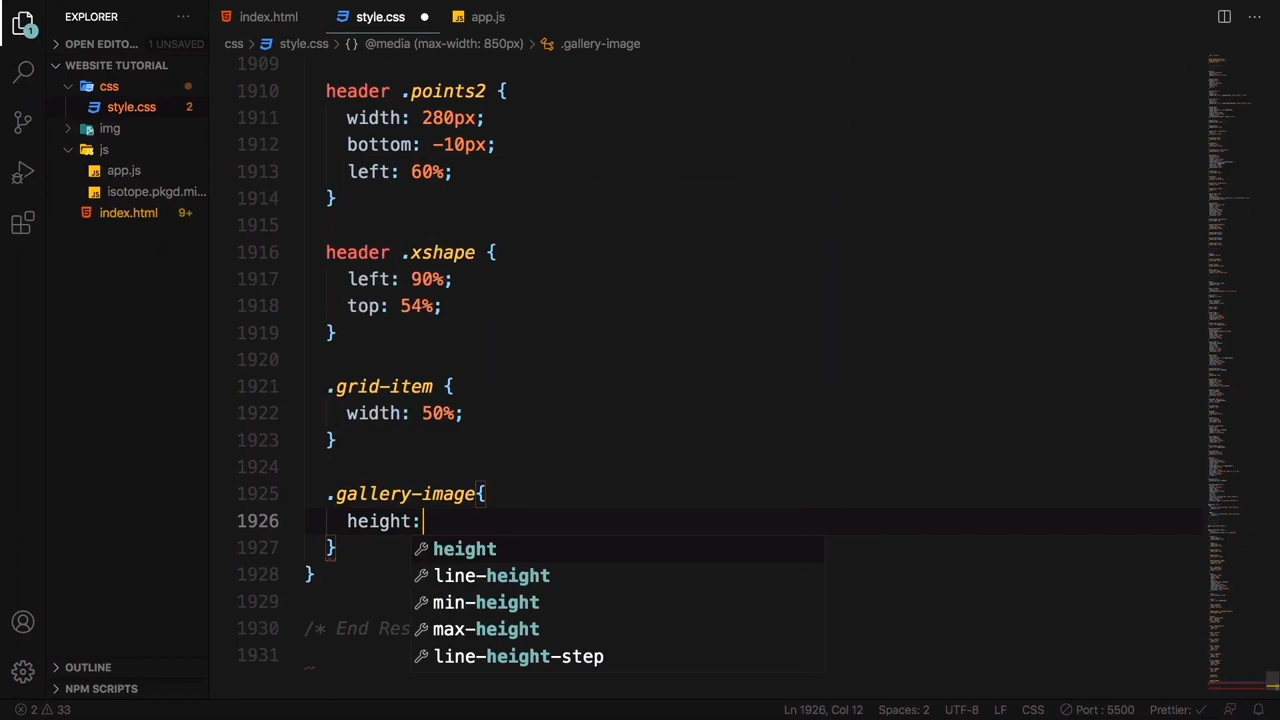 EXPLORER
index.html
style.css
app.js
OPEN EDITO... 1 UNSAVED
css > style.css > {} @media (max-width: 850px) > .gallery-image
WEBSITE TUTORIAL
css
style.css 2
img
js
app.js
isotope.pkgd.mi...
index.html 9+
1909
1910 header .points2 {
1911 width: 280px;
1912 bottom: -10px;
1913 left: 60%;
1914 }
1915
1916 header .xshape {
1917 left: 90%;
1918 top: 54%;
1919 }
1920
1921 .grid-item {
1922 width: 50%;
1923 }
1924
1925 .gallery-image{
1926 height:
1927 }
1928 }
1929
1930 /* End Res
1931
height
line-height
min-height
max-height
line-height-step
OUTLINE
NPM SCRIPTS
2 33
Ln 1926, Col 12 Spaces: 2 UTF-8 LF CSS Port : 5500 Prettier: ✓
1